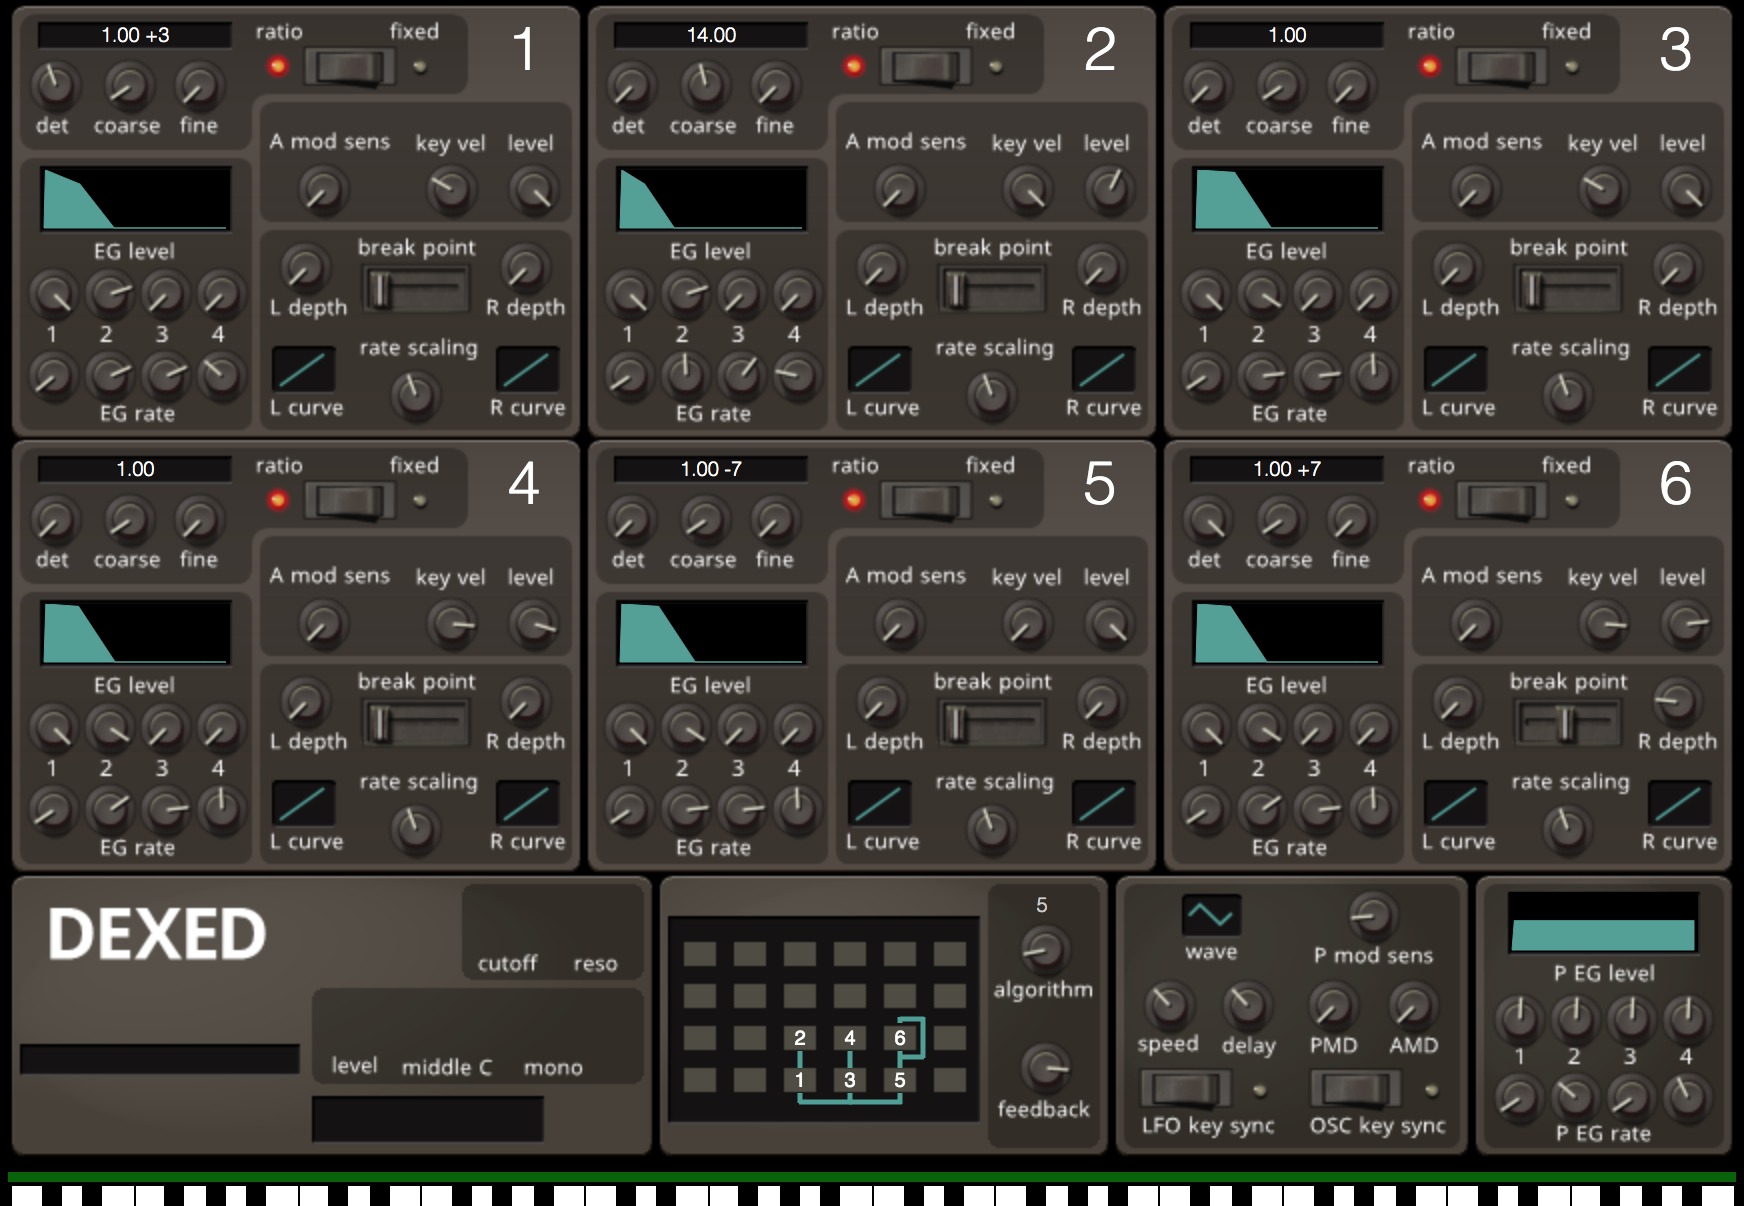 1.00 +3 ratio fixed 1
det coarse fine
A mod sens key vel level
EG level
break point
L depth R depth
1 2 3 4
rate scaling
L curve R curve
EG rate
14.00 ratio fixed 2
det coarse fine
A mod sens key vel level
EG level
break point
L depth R depth
1 2 3 4
rate scaling
L curve R curve
EG rate
1.00 ratio fixed 3
det coarse fine
A mod sens key vel level
EG level
break point
L depth R depth
1 2 3 4
rate scaling
L curve R curve
EG rate
1.00 ratio fixed 4
det coarse fine
A mod sens key vel level
EG level
break point
L depth R depth
1 2 3 4
rate scaling
L curve R curve
EG rate
1.00 -7 ratio fixed 5
det coarse fine
A mod sens key vel level
EG level
break point
L depth R depth
1 2 3 4
rate scaling
L curve R curve
EG rate
1.00 +7 ratio fixed 6
det coarse fine
A mod sens key vel level
EG level
break point
L depth R depth
1 2 3 4
rate scaling
L curve R curve
EG rate
DEXED
cutoff reso
level middle C mono
5
algorithm
2 4 6
1 3 5
feedback
wave P mod sens
speed delay PMD AMD
LFO key sync OSC key sync
P EG level
1 2 3 4
P EG rate